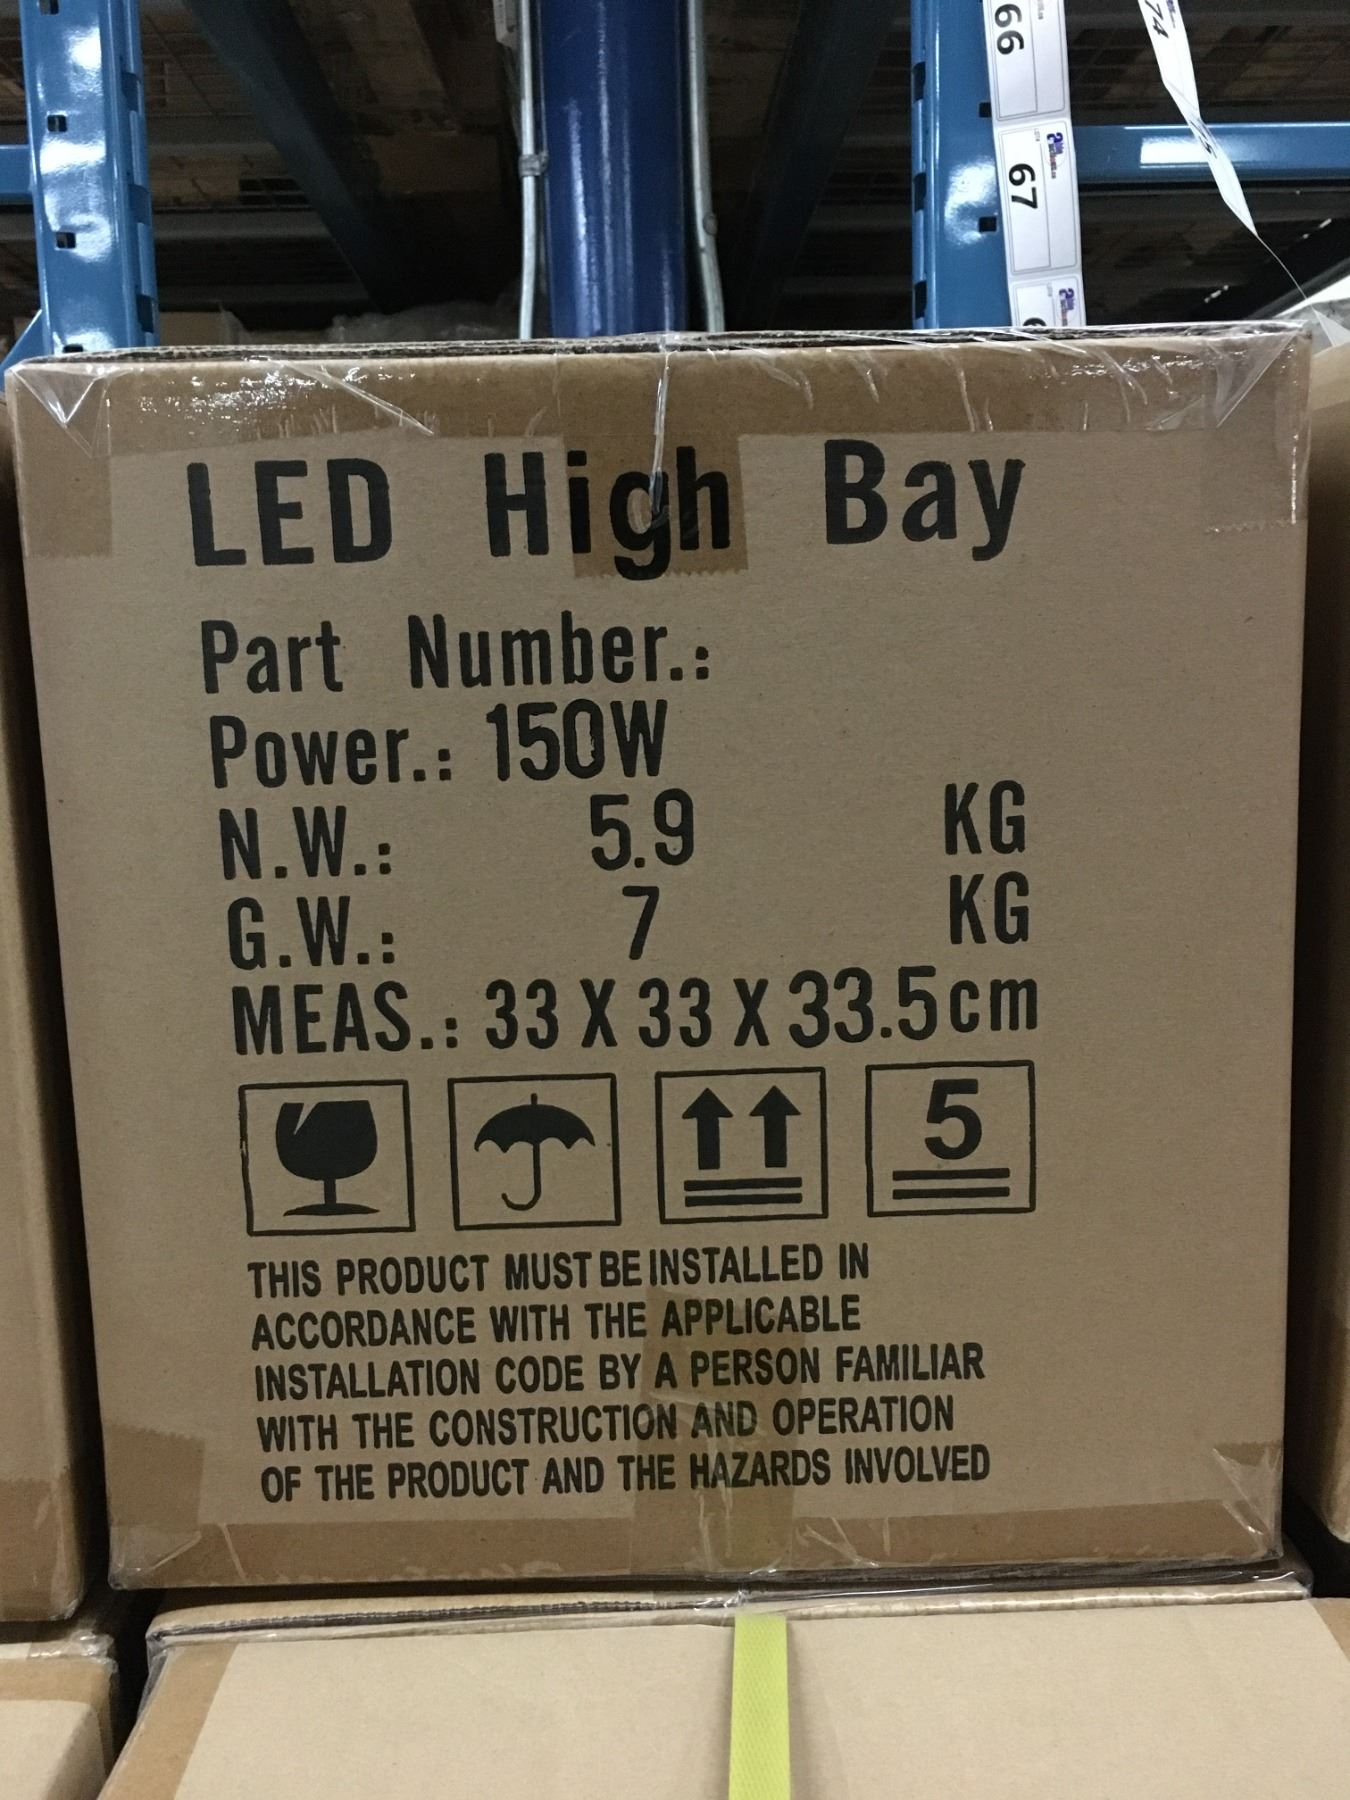 66
74
67
LED High Bay
Part Number.:
Power.: 150W
N.W.: 5.9 KG
G.W.: 7 KG
MEAS.: 33 X 33 X 33.5cm
5
THIS PRODUCT MUST BE INSTALLED IN
ACCORDANCE WITH THE APPLICABLE
INSTALLATION CODE BY A PERSON FAMILIAR
WITH THE CONSTRUCTION AND OPERATION
OF THE PRODUCT AND THE HAZARDS INVOLVED